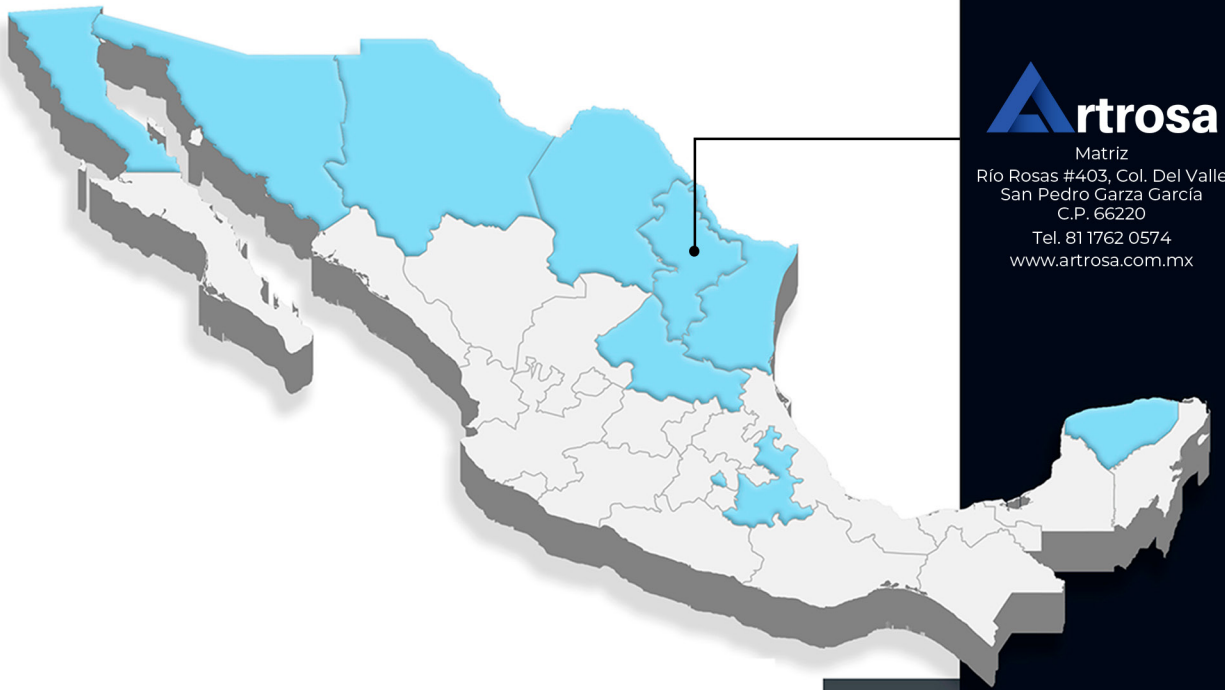 Artrosa
Matriz
Río Rosas #403, Col. Del Valle
San Pedro Garza García
C.P. 66220
Tel. 81 1762 0574
www.artrosa.com.mx